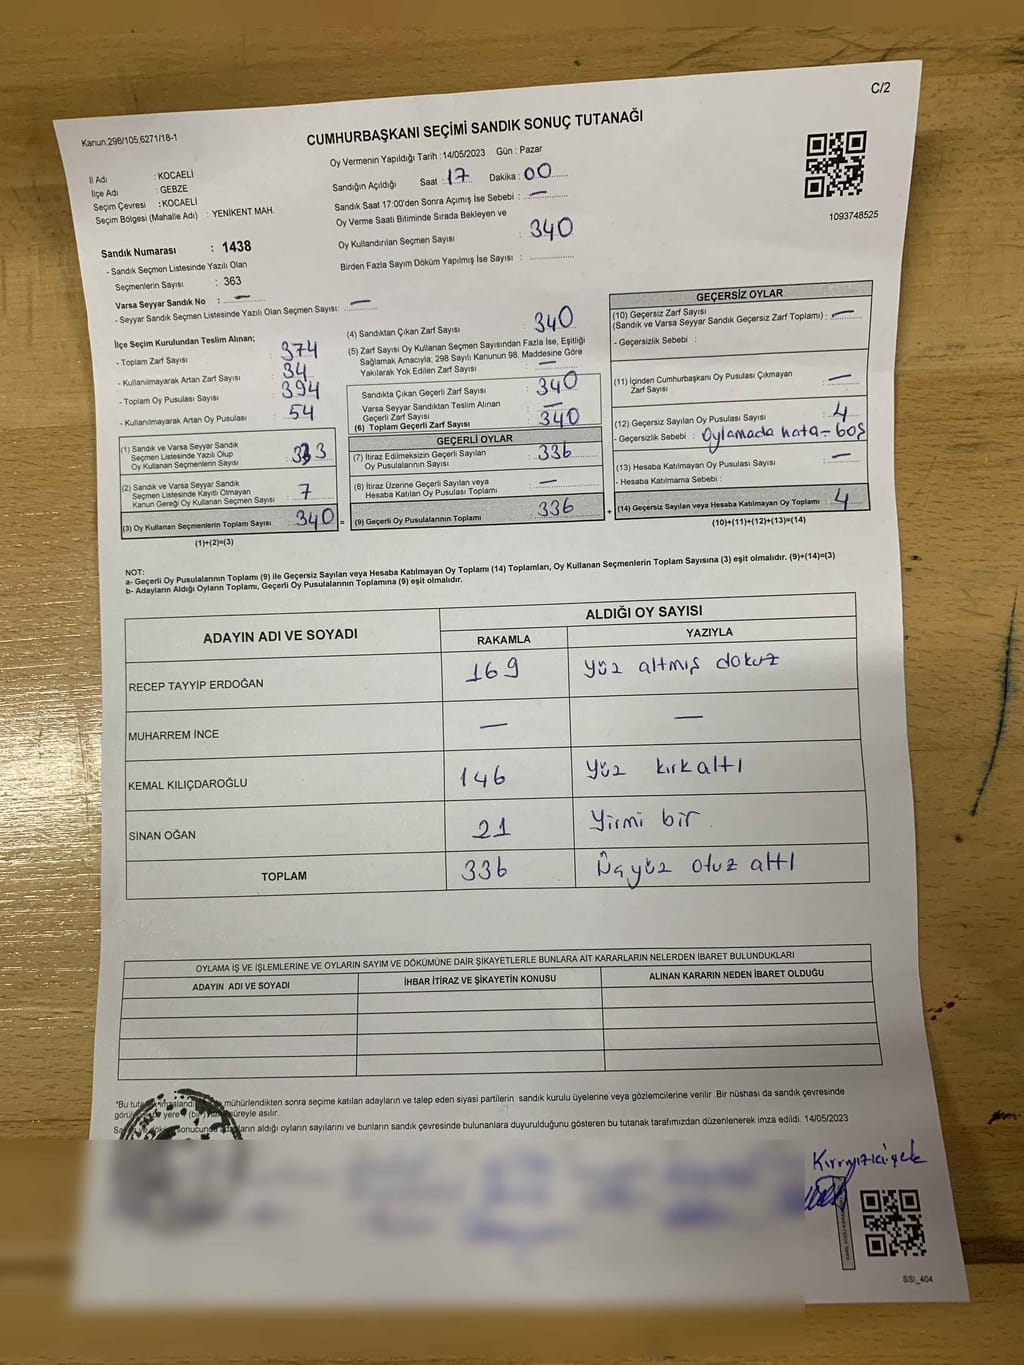 C/2
Kanun.298/105,6271/18-1
CUMHURBAŞKANI SEÇİMİ SANDIK SONUÇ TUTANAĞI
Oy Vermenin Yapıldığı Tarih :14/05/2023 Gün : Pazar
İl Adı : KOCAELİ
İlçe Adı : GEBZE
Seçim Çevresi : KOCAELİ
Seçim Bölgesi (Mahalle Adı) : YENİKENT MAH.
Sandığın Açıldığı Saat : 17 Dakika : 00
Sandık Saat 17:00'den Sonra Açımış İse Sebebi : —
Oy Verme Saati Bitiminde Sırada Bekleyen ve
Oy Kullandırılan Seçmen Sayısı : 340
Birden Fazla Sayım Döküm Yapılmış İse Sayısı :
1093748525
Sandık Numarası : 1438
- Sandık Seçmen Listesinde Yazılı Olan
Seçmenlerin Sayısı : 363
Varsa Seyyar Sandık No : —
- Seyyar Sandık Seçmen Listesinde Yazılı Olan Seçmen Sayısı: —
İlçe Seçim Kurulundan Teslim Alınan;
- Toplam Zarf Sayısı : 374
- Kullanılmayarak Artan Zarf Sayısı : 34
- Toplam Oy Pusulası Sayısı : 394
- Kullanılmayarak Artan Oy Pusulası : 54
(1) Sandık ve Varsa Seyyar Sandık
Seçmen Listesinde Yazılı Olup
Oy Kullanan Seçmenlerin Sayısı : 333
(2) Sandık ve Varsa Seyyar Sandık
Seçmen Listesinde Kayıtlı Olmayan
Kanun Gereği Oy Kullanan Seçmen Sayısı : 7
(3) Oy Kullanan Seçmenlerin Toplam Sayısı : 340 =
(1)+(2)=(3)
(4) Sandıktan Çıkan Zarf Sayısı : 340
(5) Zarf Sayısı Oy Kullanan Seçmen Sayısından Fazla İse, Eşitliği
Sağlamak Amacıyla; 298 Sayılı Kanunun 98. Maddesine Göre
Yakılarak Yok Edilen Zarf Sayısı : —
Sandıkta Çıkan Geçerli Zarf Sayısı : 340
Varsa Seyyar Sandıktan Teslim Alınan
Geçerli Zarf Sayısı : —
(6) Toplam Geçerli Zarf Sayısı : 340
GEÇERLİ OYLAR
(7) İtiraz Edilmeksizin Geçerli Sayılan
Oy Pusulalarının Sayısı : 336
(8) İtiraz Üzerine Geçerli Sayılan veya
Hesaba Katılan Oy Pusulası Toplamı : —
(9) Geçerli Oy Pusulalarının Toplamı : 336 +
GEÇERSİZ OYLAR
(10) Geçersiz Zarf Sayısı
(Sandık ve Varsa Seyyar Sandık Geçersiz Zarf Toplamı) : —
- Geçersizlik Sebebi :
(11) İçinden Cumhurbaşkanı Oy Pusulası Çıkmayan
Zarf Sayısı : —
(12) Geçersiz Sayılan Oy Pusulası Sayısı : 4
- Geçersizlik Sebebi : Oylamada hata - boş
(13) Hesaba Katılmayan Oy Pusulası Sayısı : —
- Hesaba Katılmama Sebebi :
(14) Geçersiz Sayılan veya Hesaba Katılmayan Oy Toplamı : 4
(10)+(11)+(12)+(13)=(14)
NOT:
a- Geçerli Oy Pusulalarının Toplamı (9) ile Geçersiz Sayılan veya Hesaba Katılmayan Oy Toplamı (14) Toplamları, Oy Kullanan Seçmenlerin Toplam Sayısına (3) eşit olmalıdır. (9)+(14)=(3)
b- Adayların Aldığı Oyların Toplamı, Geçerli Oy Pusulalarının Toplamına (9) eşit olmalıdır.
ADAYIN ADI VE SOYADI
ALDIĞI OY SAYISI
RAKAMLA YAZIYLA
RECEP TAYYİP ERDOĞAN 169 Yüz altmış dokuz
MUHARREM İNCE — —
KEMAL KILIÇDAROĞLU 146 Yüz kırkaltı
SİNAN OĞAN 21 Yirmi bir
TOPLAM 336 otuz altı
OYLAMA İŞ VE İŞLEMLERİNE VE OYLARIN SAYIM VE DÖKÜMÜNE DAİR ŞİKAYETLERLE BUNLARA AİT KARARLARIN NELERDEN İBARET BULUNDUKLARI
ADAYIN ADI VE SOYADI İHBAR İTİRAZ VE ŞİKAYETİN KONUSU ALINAN KARARIN NEDEN İBARET OLDUĞU
mühürlendikten sonra seçime katılan adayların ve talep eden siyasi partilerin sandık kurulu üyelerine veya gözlemcilerine verilir .Bir nüshası da sandık çevresinde
süreyle asılır.
aldığı oyların sayılarını ve bunların sandık çevresinde bulunanlara duyurulduğunu gösteren bu tutanak tarafımızdan düzenlenerek imza edildi. 14/05/2023
SSI_404